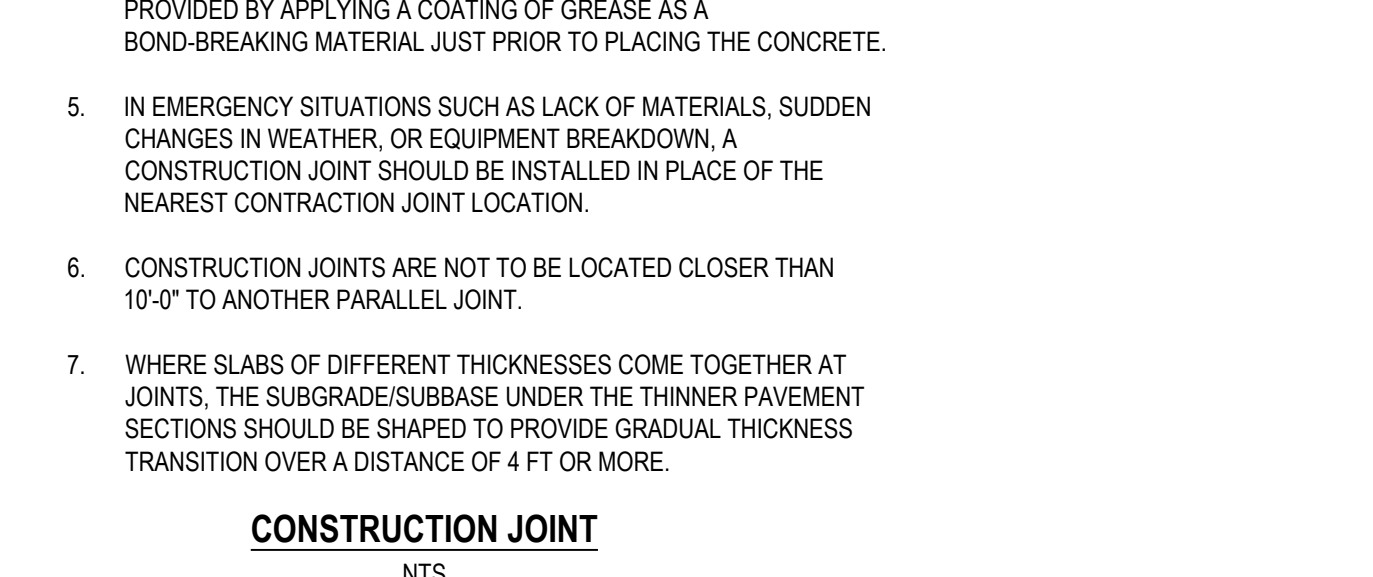 PROVIDED BY APPLYING A COATING OF GREASE AS A
BOND-BREAKING MATERIAL JUST PRIOR TO PLACING THE CONCRETE.
5. IN EMERGENCY SITUATIONS SUCH AS LACK OF MATERIALS, SUDDEN
CHANGES IN WEATHER, OR EQUIPMENT BREAKDOWN, A
CONSTRUCTION JOINT SHOULD BE INSTALLED IN PLACE OF THE
NEAREST CONTRACTION JOINT LOCATION.
6. CONSTRUCTION JOINTS ARE NOT TO BE LOCATED CLOSER THAN
10'-0" TO ANOTHER PARALLEL JOINT.
7. WHERE SLABS OF DIFFERENT THICKNESSES COME TOGETHER AT
JOINTS, THE SUBGRADE/SUBBASE UNDER THE THINNER PAVEMENT
SECTIONS SHOULD BE SHAPED TO PROVIDE GRADUAL THICKNESS
TRANSITION OVER A DISTANCE OF 4 FT OR MORE.
CONSTRUCTION JOINT
NTS